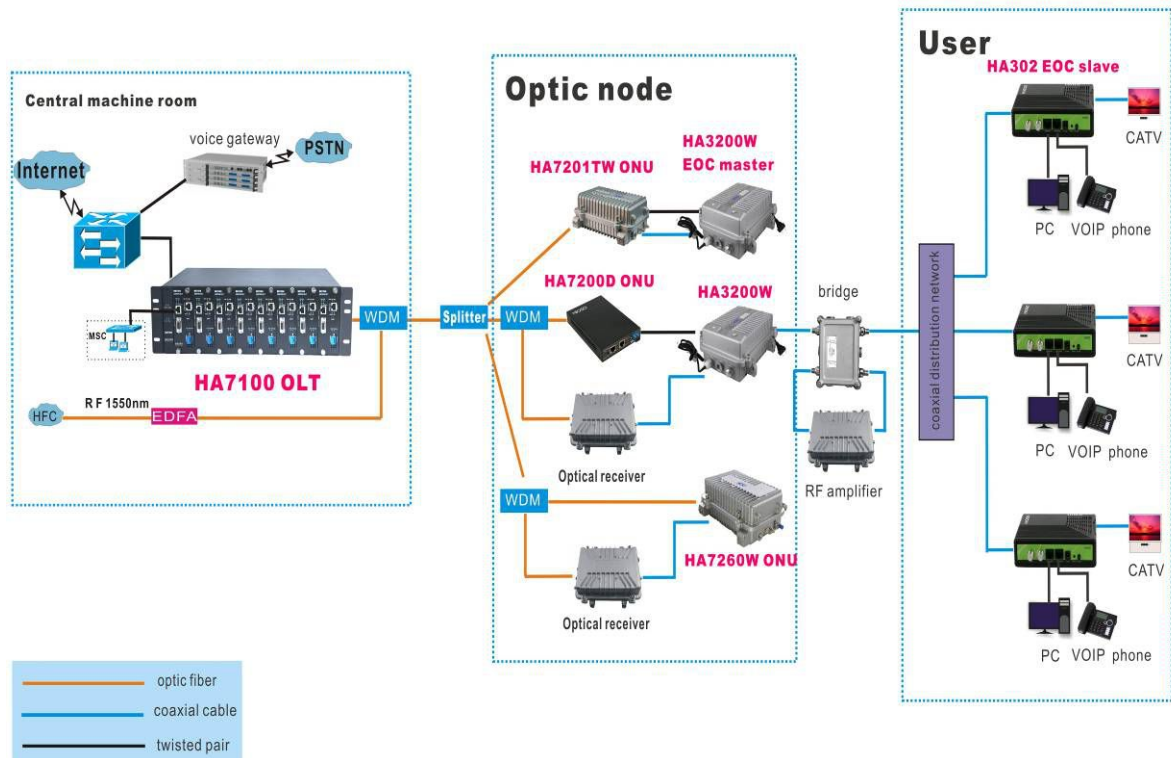 Central machine room
voice gateway
PSTN
Internet
MSC
HA7100 OLT
WDM
HFC
RF 1550nm
EDFA
Optic node
Splitter
HA7201TW ONU
HA3200W
EOC master
WDM
HA7200D ONU
HA3200W
Optical receiver
WDM
HA7260W ONU
Optical receiver
bridge
RF amplifier
User
HA302 EOC slave
coaxial distribution network
CATV
PC
VOIP phone
CATV
PC
VOIP phone
CATV
PC
VOIP phone
optic fiber
coaxial cable
twisted pair